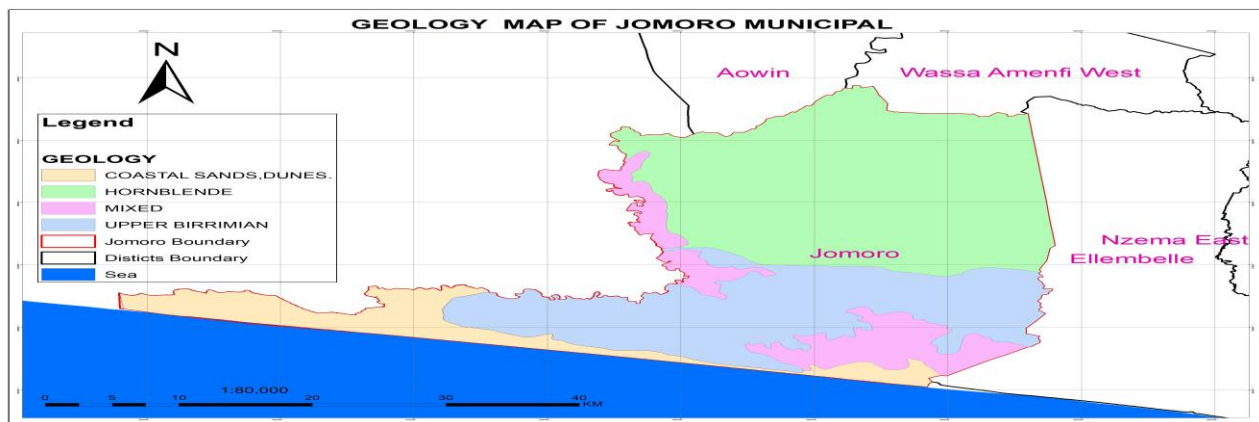 GEOLOGY MAP OF JOMORO MUNICIPAL
N
Aowin
Wassa Amenfi West
Legend
GEOLOGY
COASTAL SANDS,DUNES.
HORNBLENDE
MIXED
UPPER BIRRIMIAN
Jomoro Boundary
Disticts Boundary
Sea
Jomoro
Nzema East
Ellembelle
1:80,000
0 5 10 20 30 40
KM